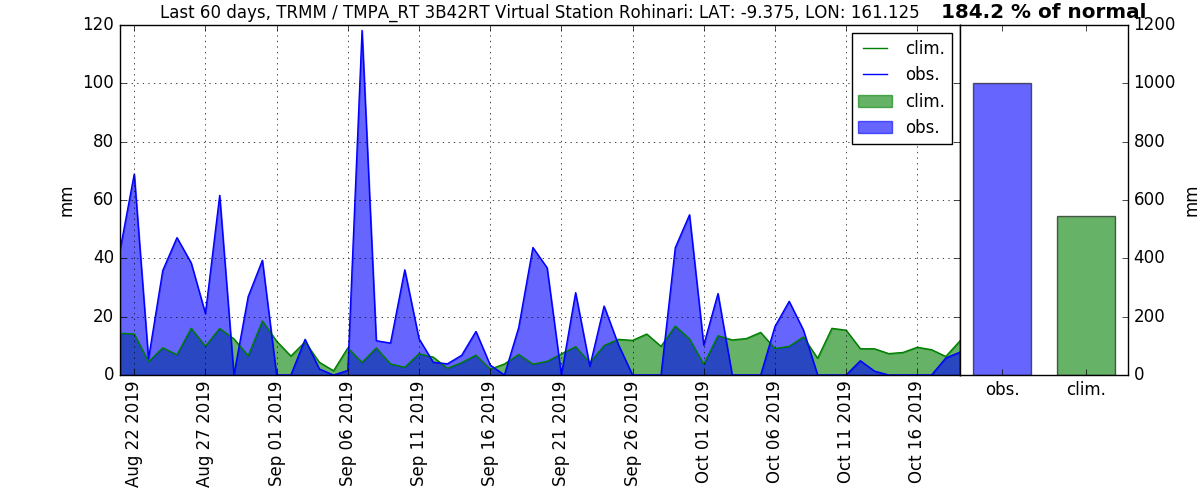 Last 60 days, TRMM / TMPA_RT 3B42RT Virtual Station Rohinari: LAT: -9.375, LON: 161.125
184.2 % of normal
120
100
80
60
40
20
0
mm
clim.
obs.
clim.
obs.
Aug 22 2019
Aug 27 2019
Sep 01 2019
Sep 06 2019
Sep 11 2019
Sep 16 2019
Sep 21 2019
Sep 26 2019
Oct 01 2019
Oct 06 2019
Oct 11 2019
Oct 16 2019
1200
1000
800
600
400
200
0
mm
obs.
clim.